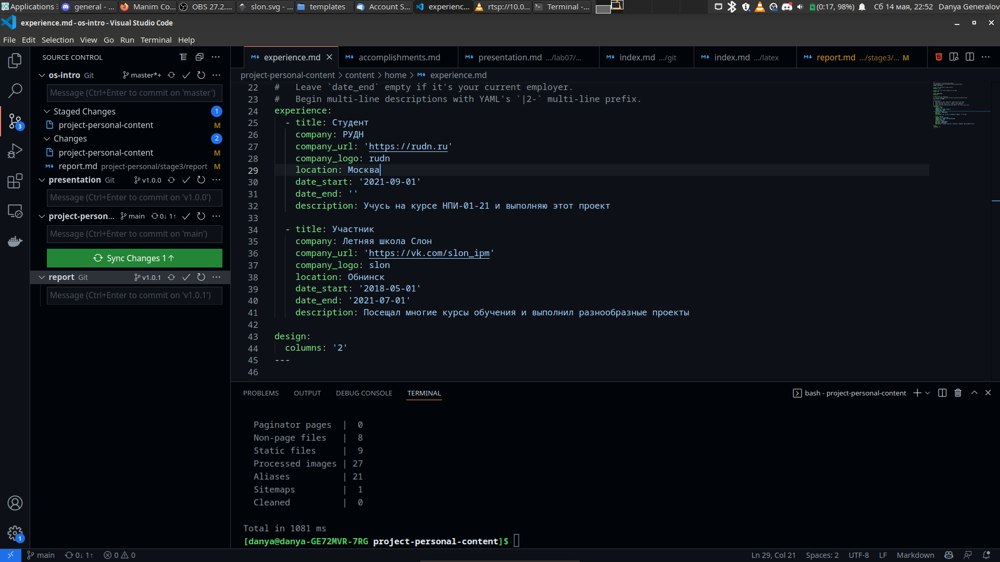 Applications general - ... Manim Co... OBS 27.2.... slon.svg - ... templates Account S... experienc... rtsp://10.0... Terminal -... (0:17, 98%) Сб 14 мая, 22:52 Danya Generalov
experience.md - os-intro - Visual Studio Code
File Edit Selection View Go Run Terminal Help
SOURCE CONTROL
os-intro Git master*+
Message (Ctrl+Enter to commit on 'master')
Staged Changes 1
project-personal-content M
Changes 2
project-personal-content M
report.md project-personal/stage3/report M
presentation Git v1.0.0
Message (Ctrl+Enter to commit on 'v1.0.0')
project-person... main 0↓ 1↑
Message (Ctrl+Enter to commit on 'main')
Sync Changes 1↑
report Git v1.0.1
Message (Ctrl+Enter to commit on 'v1.0.1')
3
1
experience.md accomplishments.md presentation.md .../lab07/... index.md .../git index.md .../latex report.md .../stage3/... M
project-personal-content > content > home > experience.md
22 #   Leave `date_end` empty if it's your current employer.
23 #   Begin multi-line descriptions with YAML's `|2-` multi-line prefix.
24 experience:
25   - title: Студент
26     company: РУДН
27     company_url: 'https://rudn.ru'
28     company_logo: rudn
29     location: Москва
30     date_start: '2021-09-01'
31     date_end: ''
32     description: Учусь на курсе НПИ-01-21 и выполняю этот проект
33
34   - title: Участник
35     company: Летняя школа Слон
36     company_url: 'https://vk.com/slon_ipm'
37     company_logo: slon
38     location: Обнинск
39     date_start: '2018-05-01'
40     date_end: '2021-07-01'
41     description: Посещал многие курсы обучения и выполнил разнообразные проекты
42
43 design:
44   columns: '2'
45 ---
46
PROBLEMS OUTPUT DEBUG CONSOLE TERMINAL bash - project-personal-content
Paginator pages | 0
Non-page files | 8
Static files | 9
Processed images | 27
Aliases | 21
Sitemaps | 1
Cleaned | 0
Total in 1081 ms
[danya@danya-GE72MVR-7RG project-personal-content]$
main 0↓ 1↑ 0 0 Ln 29, Col 21 Spaces: 2 UTF-8 LF Markdown